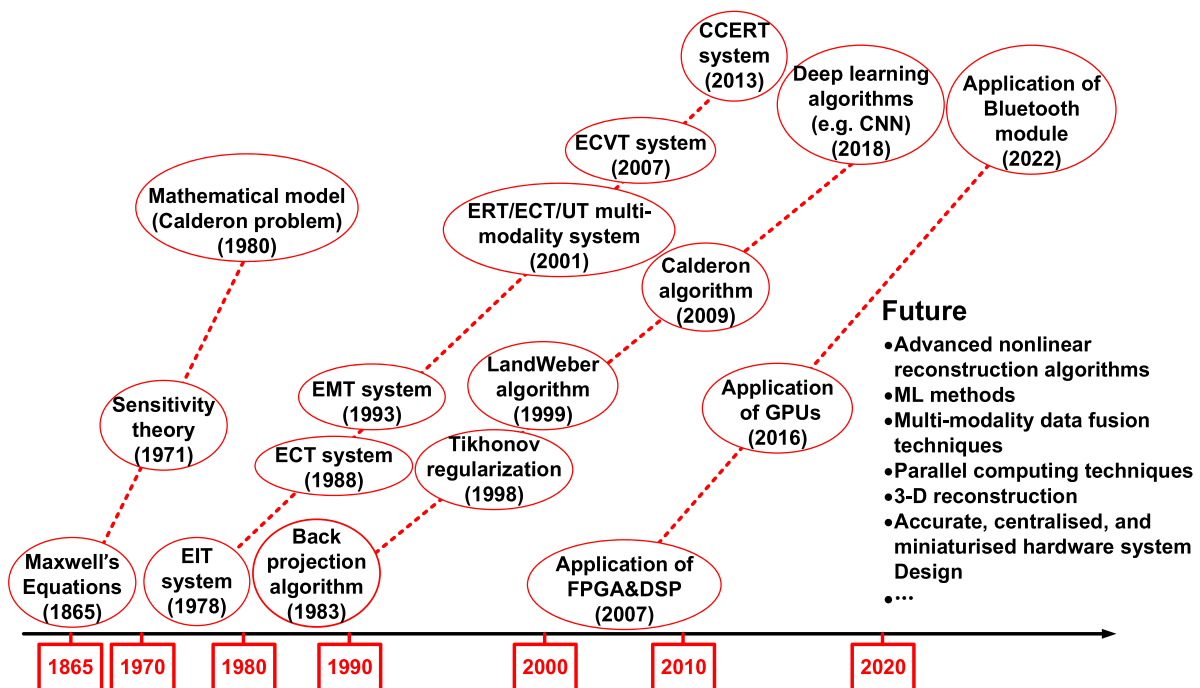 CCERT
system
(2013)
Deep learning
algorithms
(e.g. CNN)
(2018)
Application of
Bluetooth
module
(2022)
ECVT system
(2007)
Mathematical model
(Calderon problem)
(1980)
ERT/ECT/UT multi-
modality system
(2001)
Calderon
algorithm
(2009)
Sensitivity
theory
(1971)
EMT system
(1993)
LandWeber
algorithm
(1999)
Application
of GPUs
(2016)
ECT system
(1988)
Tikhonov
regularization
(1998)
Maxwell's
Equations
(1865)
EIT
system
(1978)
Back
projection
algorithm
(1983)
Application of
FPGA&DSP
(2007)
Future
•Advanced nonlinear
reconstruction algorithms
•ML methods
•Multi-modality data fusion
techniques
•Parallel computing techniques
•3-D reconstruction
•Accurate, centralised, and
miniaturised hardware system
Design
•···
1865
1970
1980
1990
2000
2010
2020